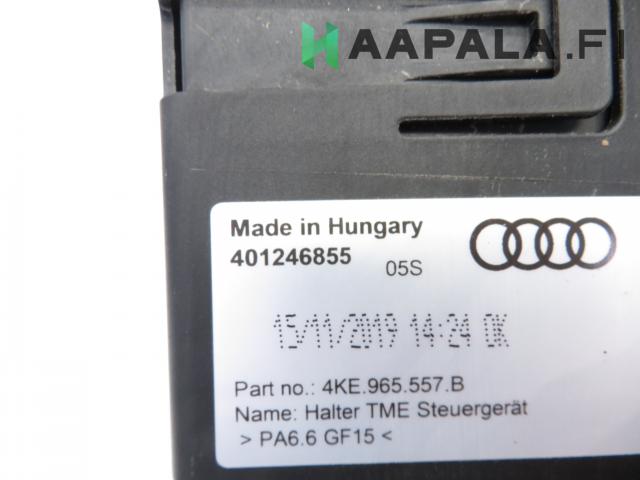 HAAPALA.FI
Made in Hungary
401246855 05S
15/11/2019 14:24 OK
Part no.: 4KE.965.557.B
Name: Halter TME Steuergerät
> PA6.6 GF15 <